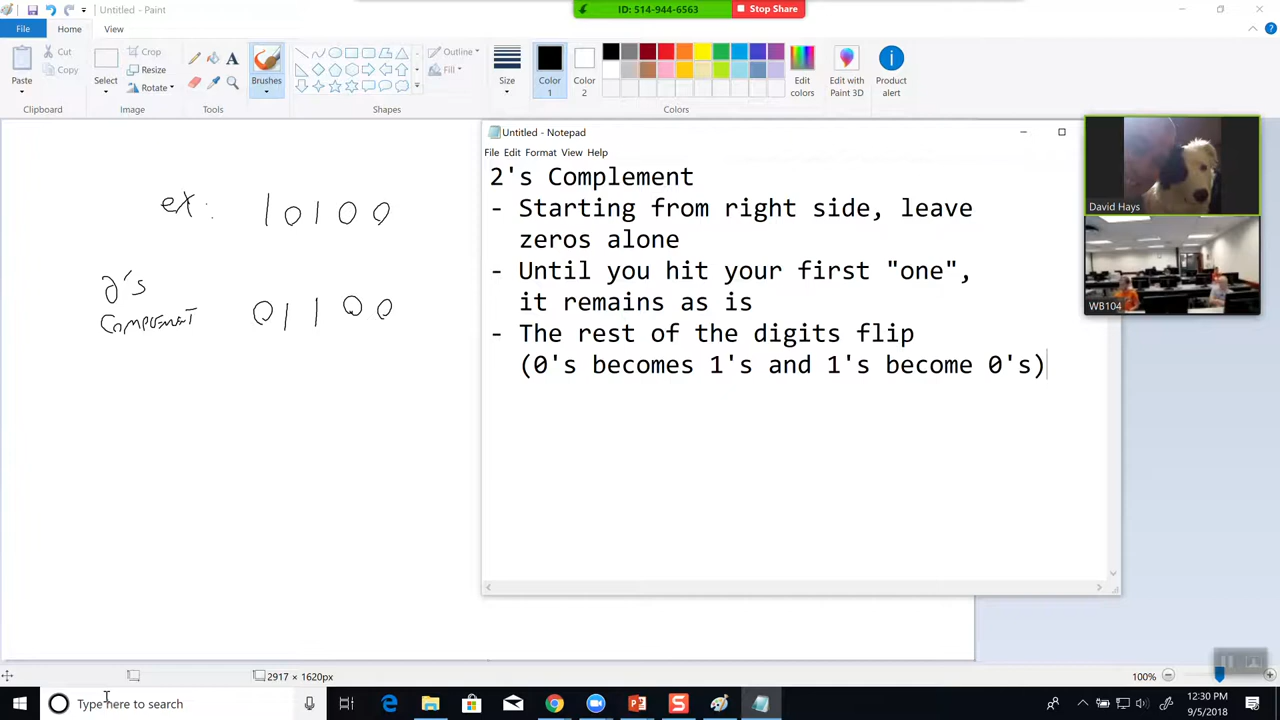 Untitled - Paint
ID: 514-944-6563
Stop Share
File
Home
View
Paste
Cut
Copy
Clipboard
Select
Crop
Resize
Rotate
Image
Tools
Brushes
Shapes
Outline
Fill
Size
Color 1
Color 2
Colors
Edit colors
Edit with Paint 3D
Product alert
ex: 10100
2's
Complement 01100
Untitled - Notepad
File Edit Format View Help
2's Complement
- Starting from right side, leave
zeros alone
- Until you hit your first "one",
it remains as is
- The rest of the digits flip
(0's becomes 1's and 1's become 0's)
David Hays
WB104
2917 × 1620px
100%
Type here to search
12:30 PM
9/5/2018